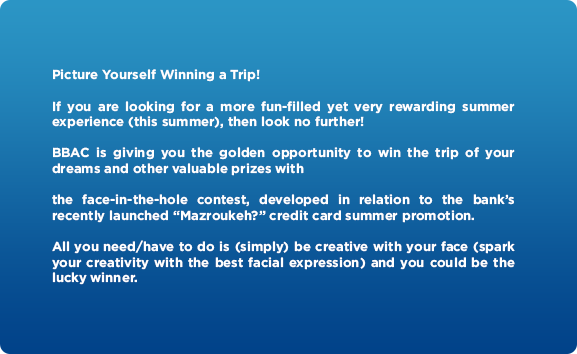 Picture Yourself Winning a Trip!
If you are looking for a more fun-filled yet very rewarding summer
experience (this summer), then look no further!
BBAC is giving you the golden opportunity to win the trip of your
dreams and other valuable prizes with
the face-in-the-hole contest, developed in relation to the bank's
recently launched “Mazroukeh?” credit card summer promotion.
All you need/have to do is (simply) be creative with your face (spark
your creativity with the best facial expression) and you could be the
lucky winner.